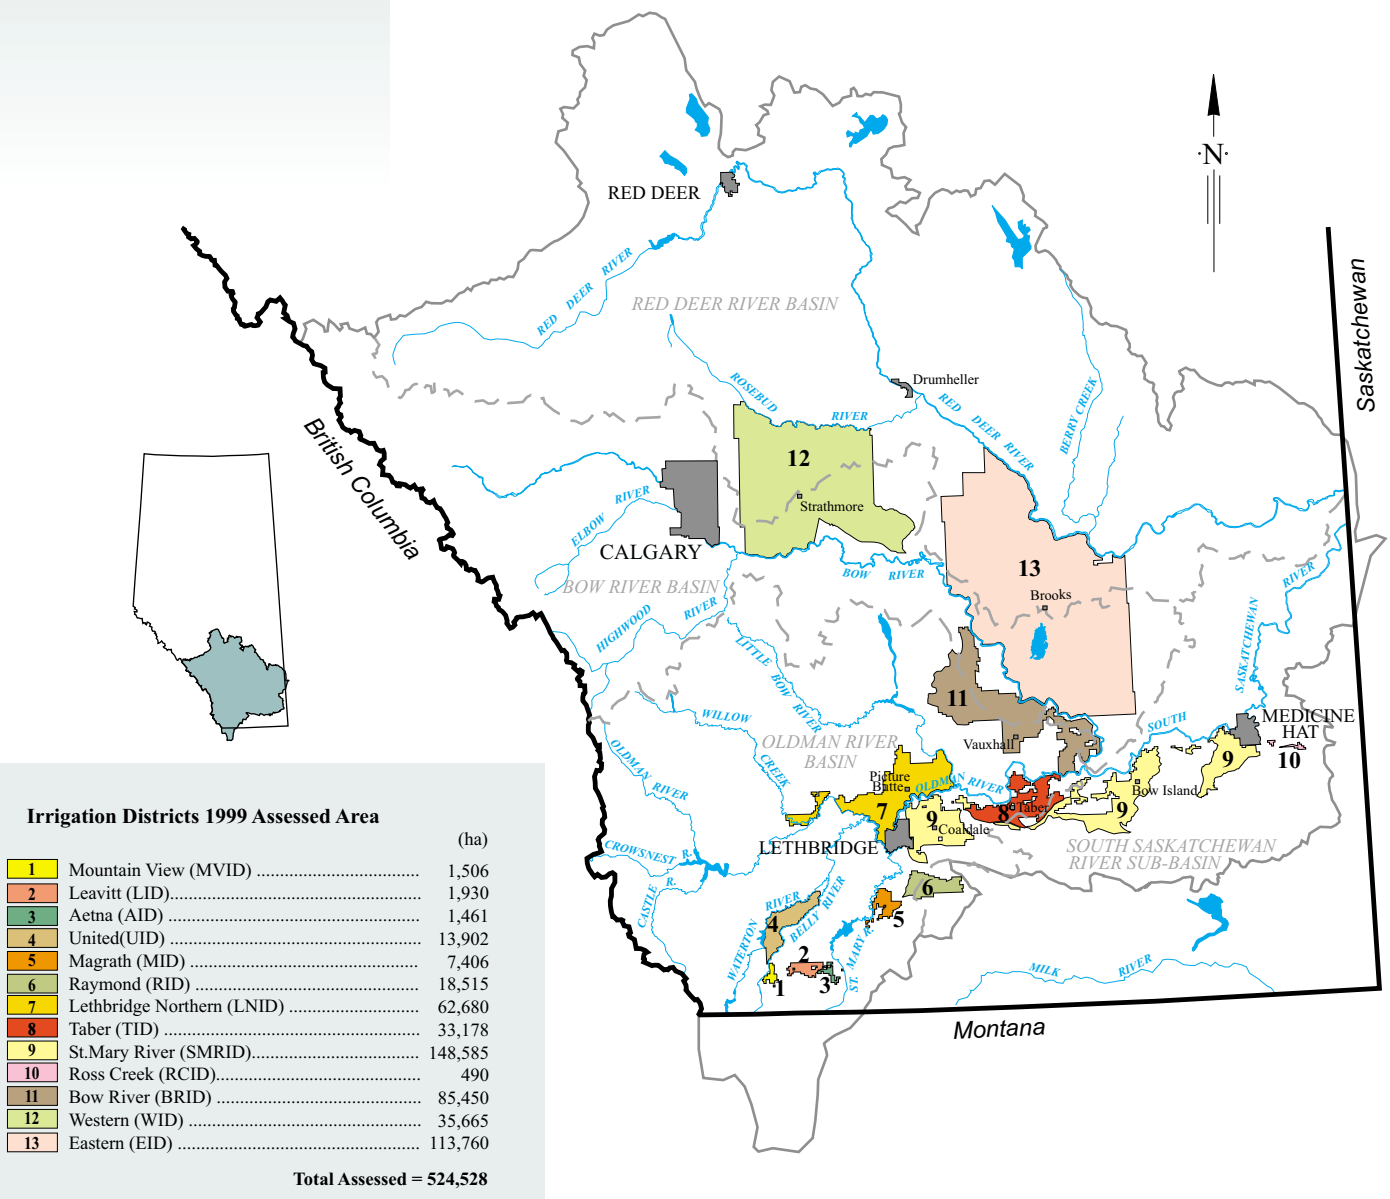 ·N·
RED DEER
RED DEER RIVER
RED DEER RIVER BASIN
Saskatchewan
Drumheller
ROSEBUD RIVER
RED DEER RIVER
BERRY CREEK
British Columbia
12
Strathmore
ELBOW RIVER
CALGARY
BOW RIVER
13
Brooks
BOW RIVER BASIN
HIGHWOOD RIVER
LITTLE BOW RIVER
SASKATCHEWAN RIVER
SOUTH
11
WILLOW CREEK
Vauxhall
MEDICINE
HAT
9
10
OLDMAN RIVER
BASIN
OLDMAN RIVER
Picture
Butte
OLDMAN RIVER
7
8
Taber
9
Bow Island
9
Coaldale
LETHBRIDGE
SOUTH SASKATCHEWAN
RIVER SUB-BASIN
CROWSNEST R.
CASTLE R.
6
WATERTON RIVER
BELLY RIVER
ST. MARY R.
4
5
2
1
3
MILK RIVER
Montana
Irrigation Districts 1999 Assessed Area
(ha)
1 Mountain View (MVID) ........................................ 1,506
2 Leavitt (LID)........................................................ 1,930
3 Aetna (AID) ......................................................... 1,461
4 United(UID) ........................................................ 13,902
5 Magrath (MID) .................................................... 7,406
6 Raymond (RID) ................................................... 18,515
7 Lethbridge Northern (LNID) ............................. 62,680
8 Taber (TID) ......................................................... 33,178
9 St.Mary River (SMRID)..................................... 148,585
10 Ross Creek (RCID)............................................. 490
11 Bow River (BRID) .............................................. 85,450
12 Western (WID) .................................................... 35,665
13 Eastern (EID) ...................................................... 113,760
Total Assessed = 524,528